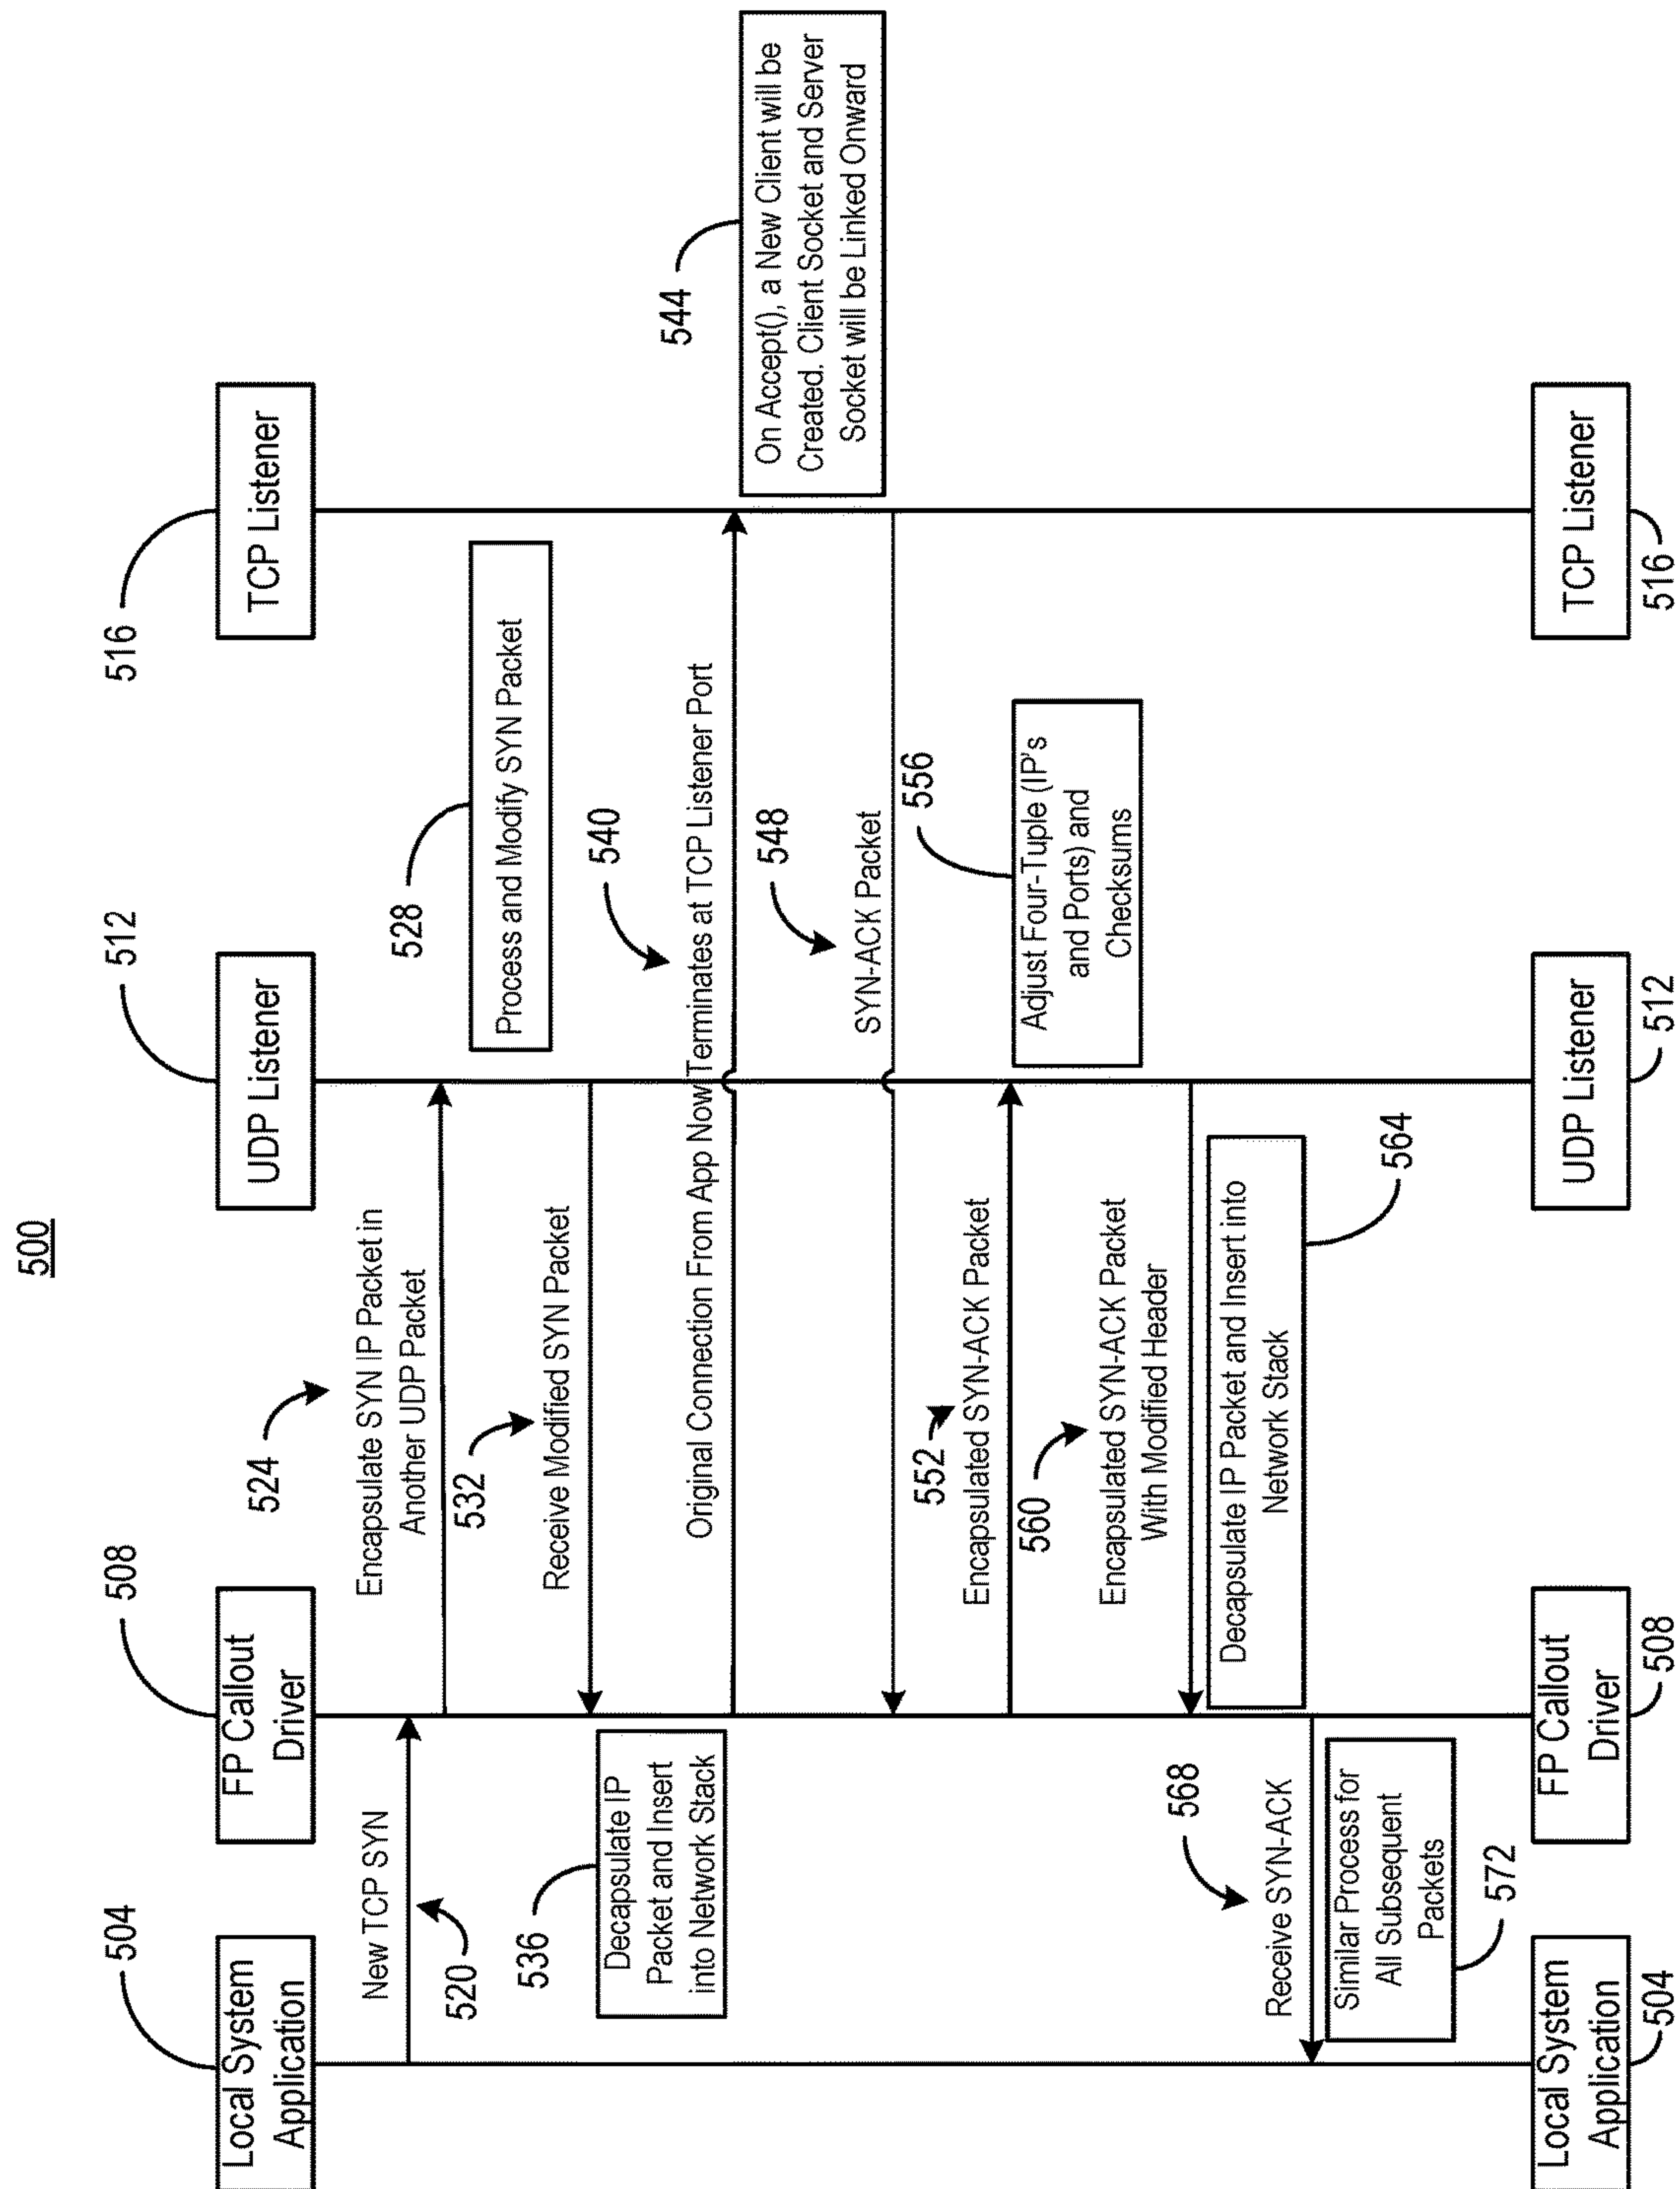 500
504
508
512
516
Local System
Application
FP Callout
Driver
UDP Listener
TCP Listener
New TCP SYN
520
524
Encapsulate SYN IP Packet in
Another UDP Packet
528
Process and Modify SYN Packet
532
Receive Modified SYN Packet
536
Decapsulate IP
Packet and Insert
into Network Stack
540
Original Connection From App Now Terminates at TCP Listener Port
544
On Accept(), a New Client will be
Created. Client Socket and Server
Socket will be Linked Onward
548
SYN-ACK Packet
552
Encapsulated SYN-ACK Packet
556
Adjust Four-Tuple (IP's
and Ports) and
Checksums
560
Encapsulated SYN-ACK Packet
With Modified Header
Decapsulate IP Packet and Insert into
Network Stack
564
568
Receive SYN-ACK
Similar Process for
All Subsequent
Packets
572
Local System
Application
FP Callout
Driver
UDP Listener
TCP Listener
504
508
512
516